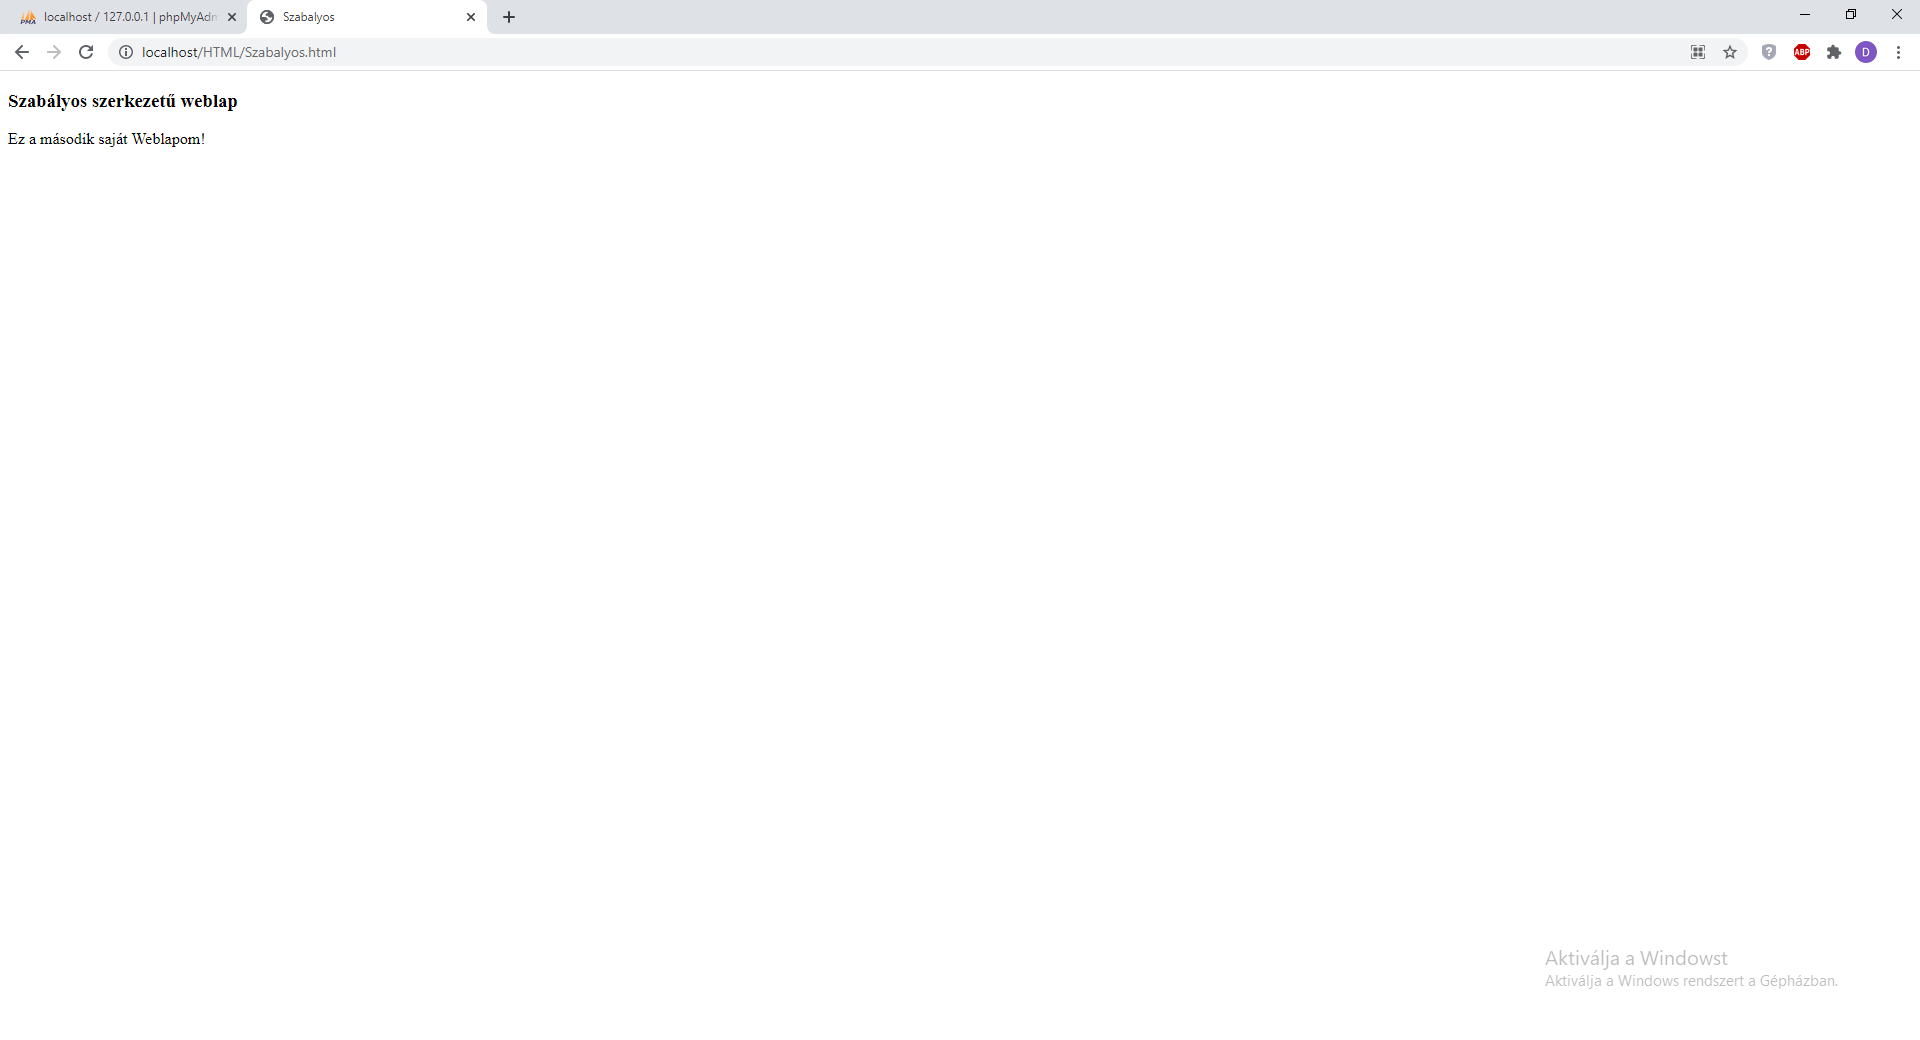 localhost / 127.0.0.1 | phpMyAdm
Szabalyos
localhost/HTML/Szabalyos.html
ABP
D
Szabályos szerkezetű weblap
Ez a második saját Weblapom!
Aktiválja a Windowst
Aktiválja a Windows rendszert a Gépházban.